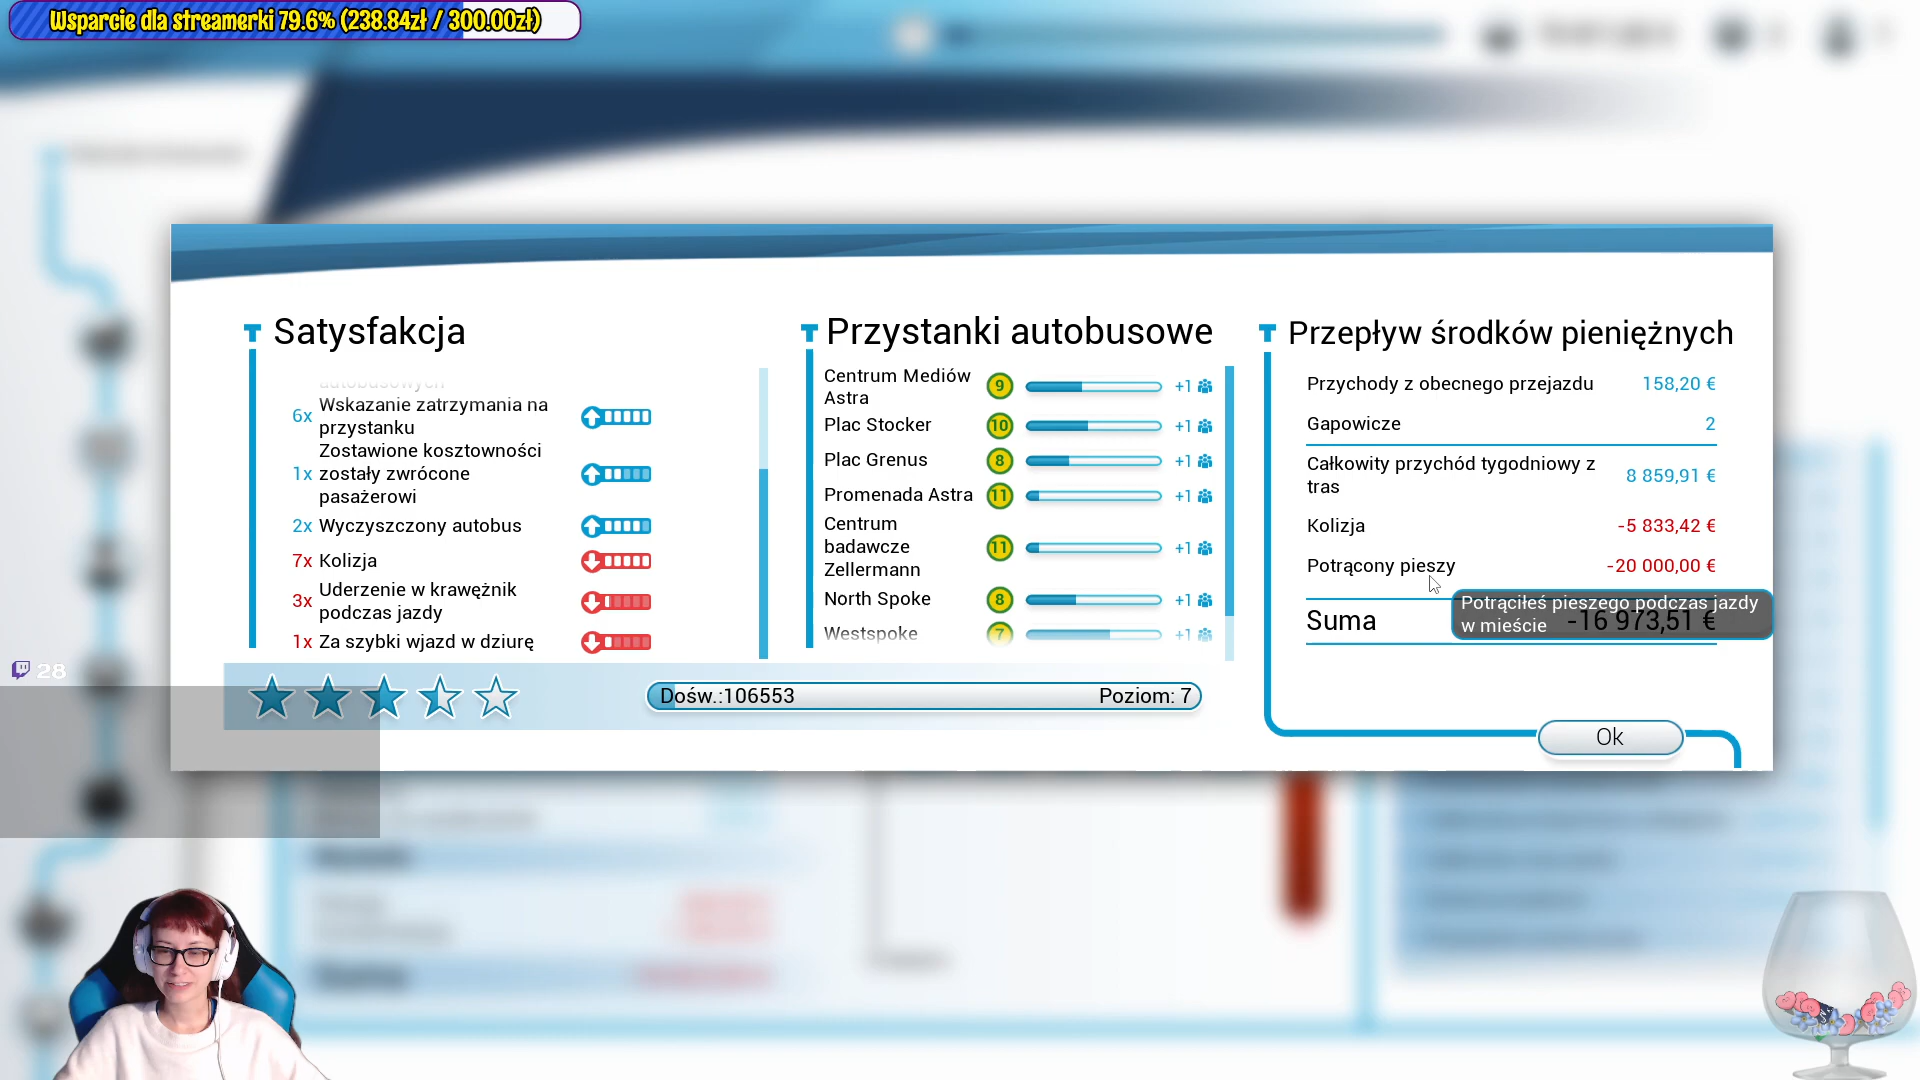 Wsparcie dla streamerki 79.6% (238.84zł / 300.00zł)
Satysfakcja
autobusowych
6x Wskazanie zatrzymania na
przystanku
1x Zostawione kosztowności
zostały zwrócone
pasażerowi
2x Wyczyszczony autobus
7x Kolizja
3x Uderzenie w krawężnik
podczas jazdy
1x Za szybki wjazd w dziurę
Przystanki autobusowe
Centrum Mediów
Astra 9 +1
Plac Stocker 10 +1
Plac Grenus 8 +1
Promenada Astra 11 +1
Centrum
badawcze
Zellermann 11 +1
North Spoke 8 +1
Westspoke 7 +1
Przepływ środków pieniężnych
Przychody z obecnego przejazdu 158,20 €
Gapowicze 2
Całkowity przychód tygodniowy z
tras 8 859,91 €
Kolizja -5 833,42 €
Potrącony pieszy -20 000,00 €
Potrąciłeś pieszego podczas jazdy
w mieście
Suma -16 973,51 €
28
Dośw.:106553 Poziom: 7
Ok